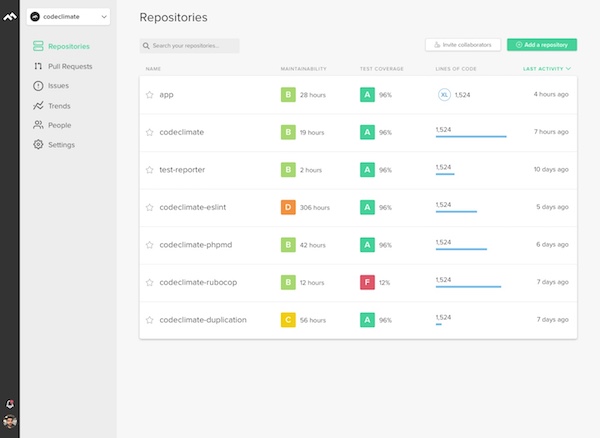 codeclimate
Repositories
Pull Requests
Issues
Trends
People
Settings
Repositories
Search your repositories...
Invite collaborators
Add a repository
NAME MAINTAINABILITY TEST COVERAGE LINES OF CODE LAST ACTIVITY
app B 28 hours A 96% XL 1,524 4 hours ago
codeclimate B 19 hours A 96% 1,524 7 hours ago
test-reporter B 2 hours A 96% 1,524 10 days ago
codeclimate-eslint D 306 hours A 96% 1,524 5 days ago
codeclimate-phpmd B 42 hours A 96% 1,524 6 days ago
codeclimate-rubocop B 12 hours F 12% 1,524 7 days ago
codeclimate-duplication C 56 hours A 96% 1,524 7 days ago